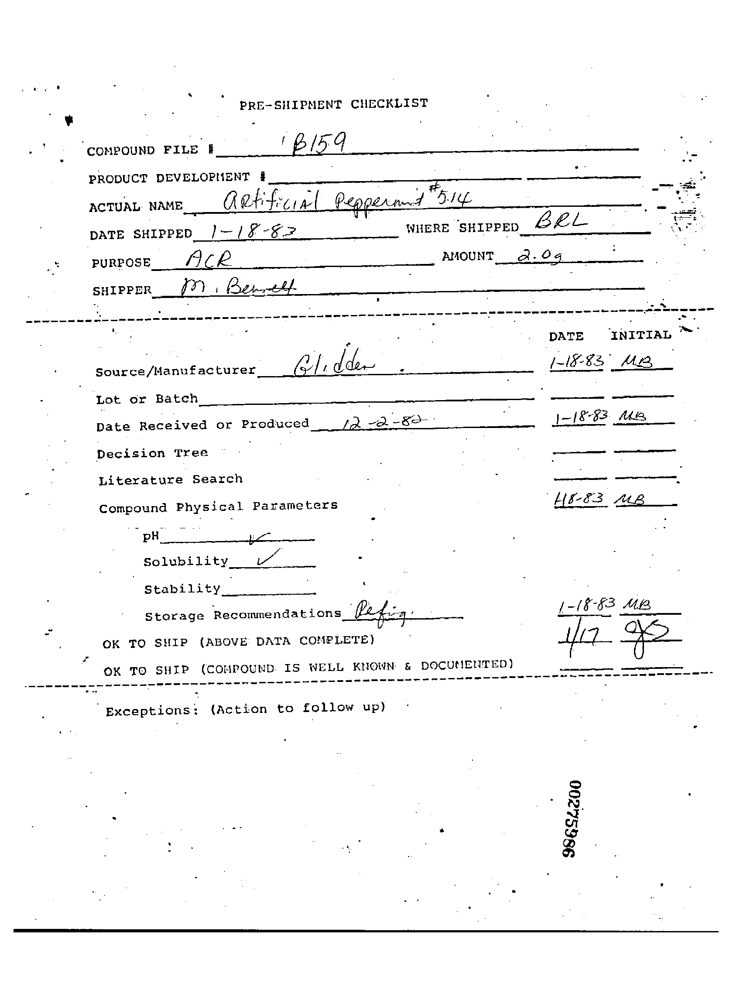 PRE-SHIPMENT CHECKLIST
COMPOUND FILE # B159
PRODUCT DEVELOPMENT #
ACTUAL NAME Artificial Peppermint #514
DATE SHIPPED 1-18-83 WHERE SHIPPED BRL
PURPOSE ACR AMOUNT 2.0g
SHIPPER M. Bennett
DATE INITIAL
Source/Manufacturer Glidden 1-18-83 MB
Lot or Batch
Date Received or Produced 12-2-82 1-18-83 MB
Decision Tree
Literature Search
Compound Physical Parameters 1-18-83 MB
pH ✓
Solubility ✓
Stability
Storage Recommendations Refrig. 1-18-83 MB
OK TO SHIP (ABOVE DATA COMPLETE) 1/17
OK TO SHIP (COMPOUND IS WELL KNOWN & DOCUMENTED)
Exceptions: (Action to follow up)
00275986